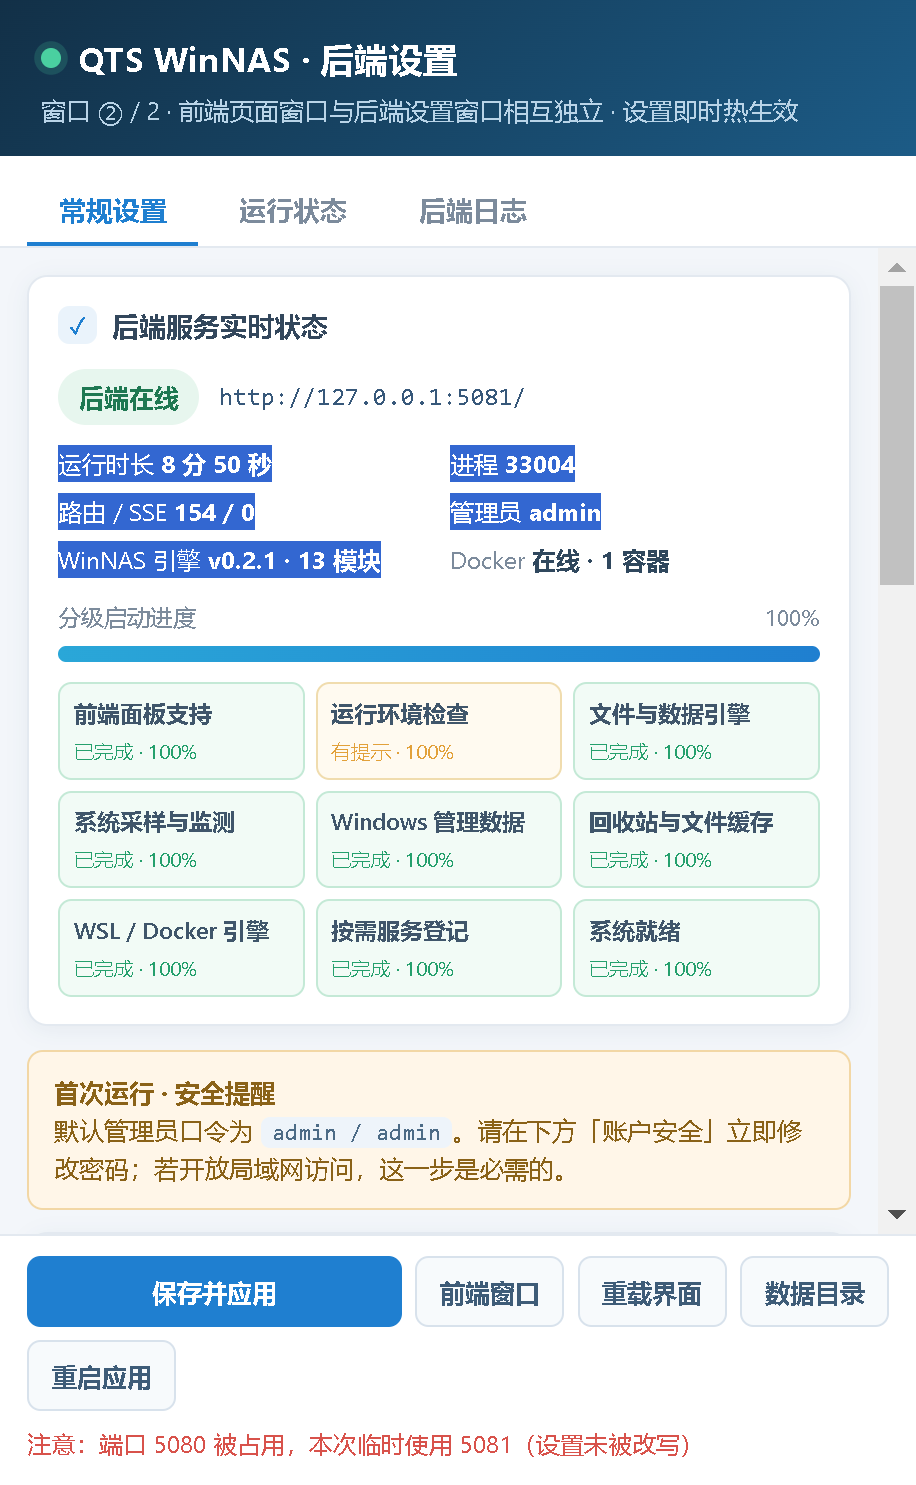 QTS WinNAS · 后端设置
窗口 ② / 2 · 前端页面窗口与后端设置窗口相互独立 · 设置即时热生效
常规设置 运行状态 后端日志
✓ 后端服务实时状态
后端在线 http://127.0.0.1:5081/
运行时长 8 分 50 秒 进程 33004
路由 / SSE 154 / 0 管理员 admin
WinNAS 引擎 v0.2.1 · 13 模块 Docker 在线 · 1 容器
分级启动进度 100%
前端面板支持 运行环境检查 文件与数据引擎
已完成 · 100% 有提示 · 100% 已完成 · 100%
系统采样与监测 Windows 管理数据 回收站与文件缓存
已完成 · 100% 已完成 · 100% 已完成 · 100%
WSL / Docker 引擎 按需服务登记 系统就绪
已完成 · 100% 已完成 · 100% 已完成 · 100%
首次运行 · 安全提醒
默认管理员口令为 admin / admin 。请在下方「账户安全」立即修
改密码；若开放局域网访问，这一步是必需的。
保存并应用 前端窗口 重载界面 数据目录
重启应用
注意：端口 5080 被占用，本次临时使用 5081（设置未被改写）